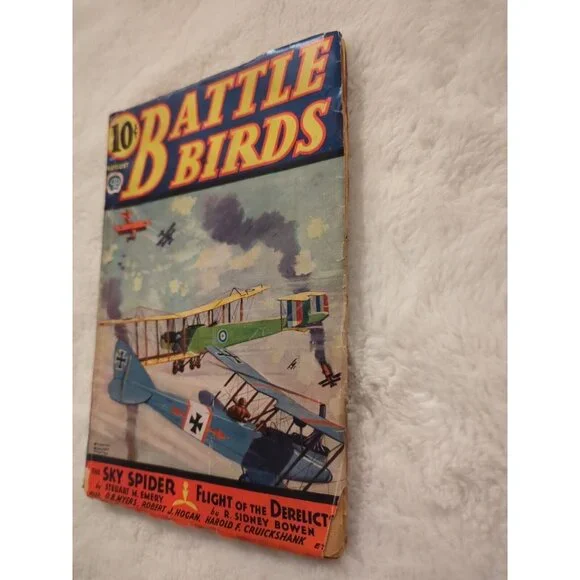 10¢
BATTLE
BIRDS
THE SKY SPIDER
by STEUART M. EMERY
FLIGHT OF THE DERELICT
by R. SIDNEY BOWEN
O.B. MYERS, ROBERT J. HOGAN, HAROLD F. CRUICKSHANK